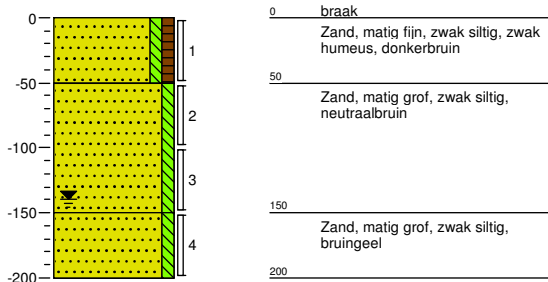 0
-50
-100
-150
-200
1
2
3
4
0 braak
Zand, matig fijn, zwak siltig, zwak
humeus, donkerbruin
50
Zand, matig grof, zwak siltig,
neutraalbruin
150
Zand, matig grof, zwak siltig,
bruingeel
200